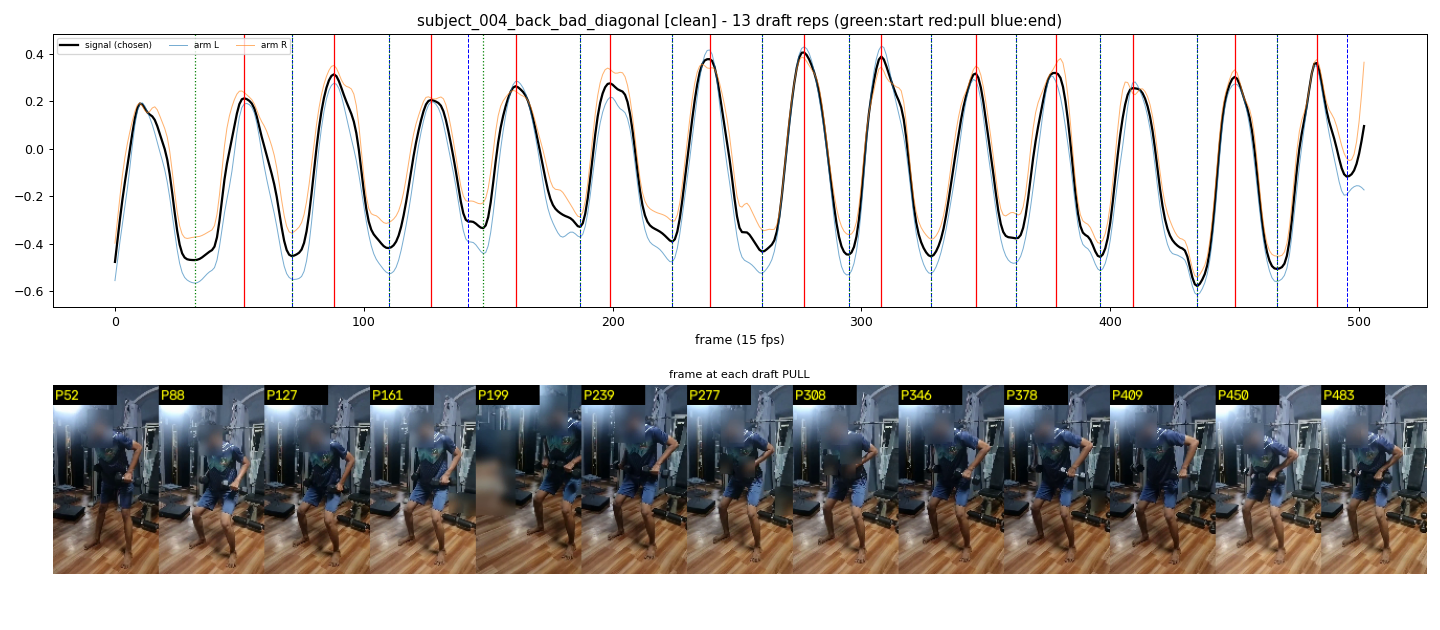 subject_004_back_bad_diagonal [clean] - 13 draft reps (green:start red:pull blue:end)
signal (chosen) arm L arm R
0.4
0.2
0.0
−0.2
−0.4
−0.6
0 100 200 300 400 500
frame (15 fps)
frame at each draft PULL
P52 P88 P127 P161 P199 P239 P277 P308 P346 P378 P409 P450 P483